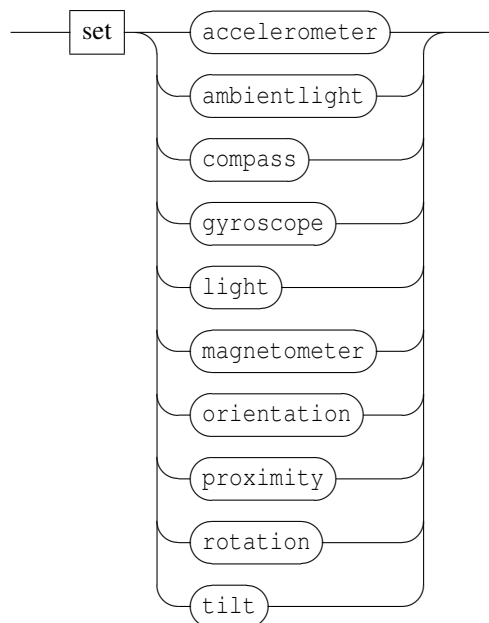 set accelerometer
ambientlight
compass
gyroscope
light
magnetometer
orientation
proximity
rotation
tilt